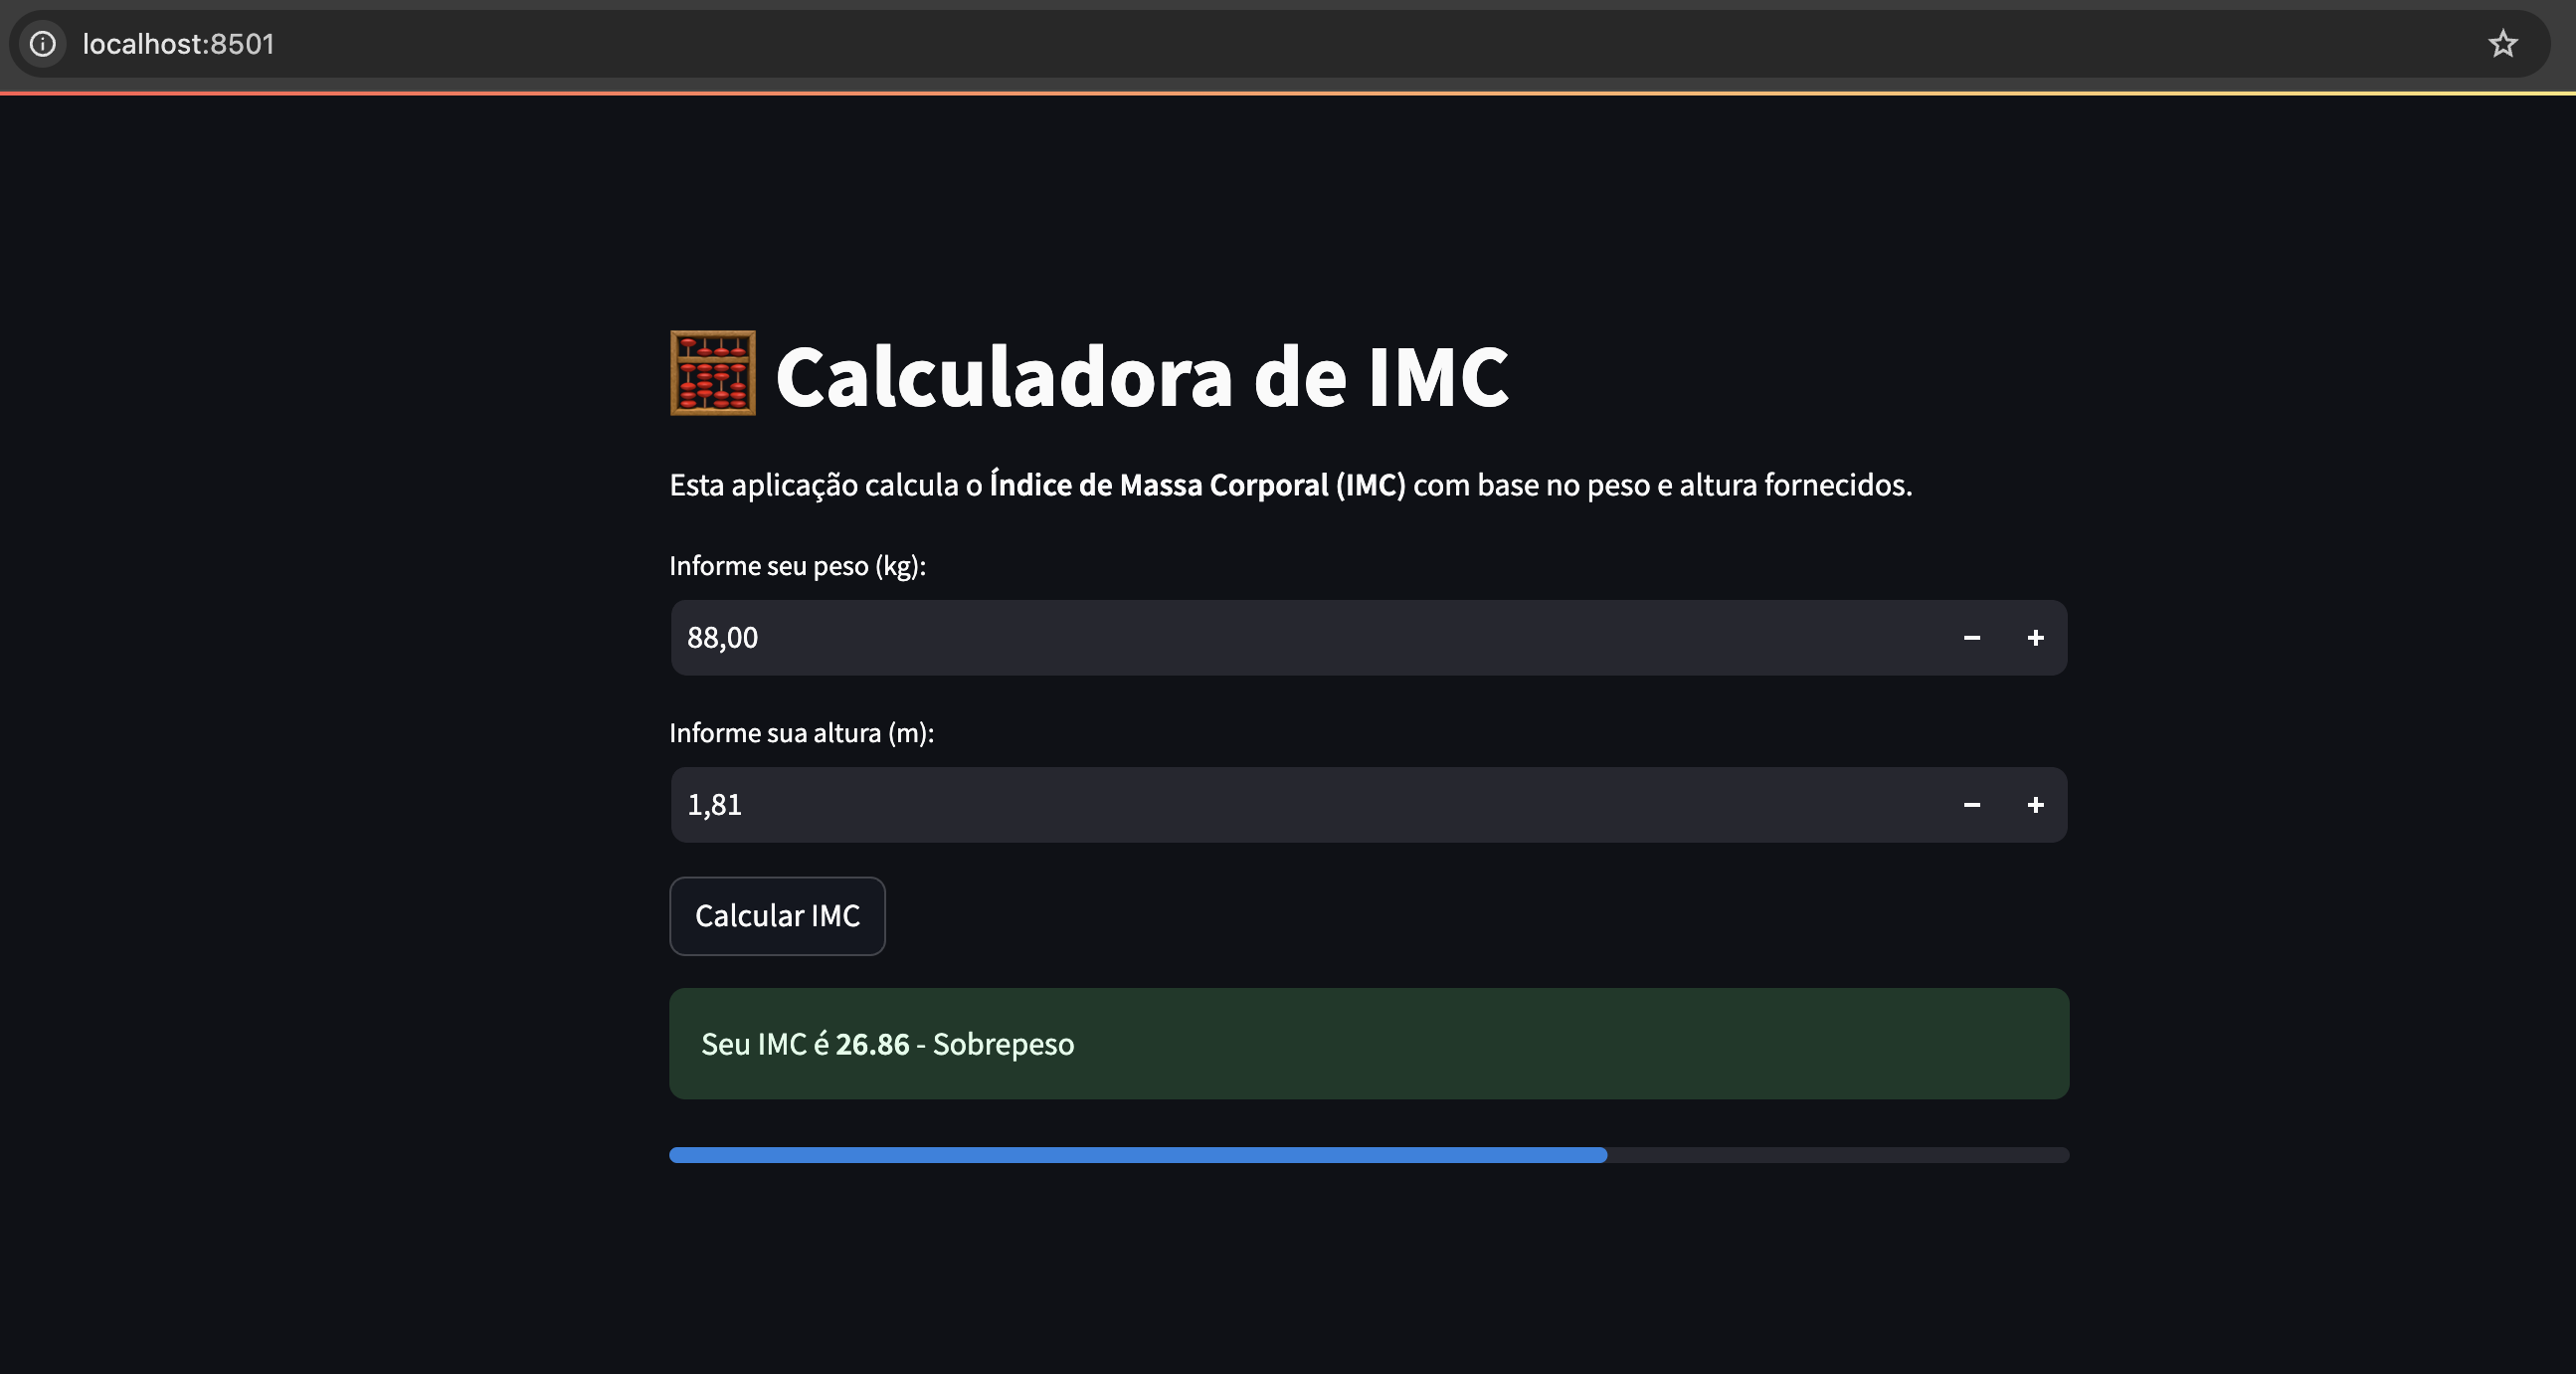 localhost:8501
Calculadora de IMC
Esta aplicação calcula o Índice de Massa Corporal (IMC) com base no peso e altura fornecidos.
Informe seu peso (kg):
88,00
Informe sua altura (m):
1,81
Calcular IMC
Seu IMC é 26.86 - Sobrepeso